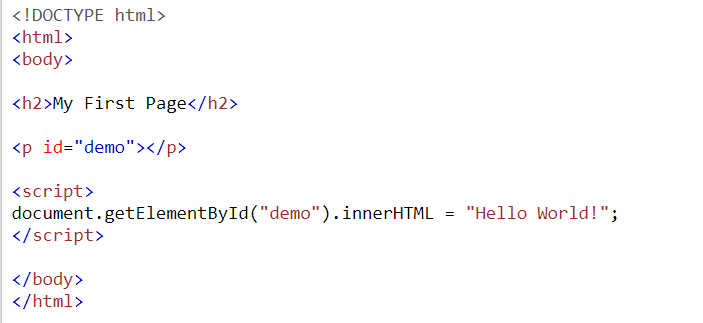 <!DOCTYPE html>
<html>
<body>
<h2>My First Page</h2>
<p id="demo"></p>
<script>
document.getElementById("demo").innerHTML = "Hello World!";
</script>
</body>
</html>